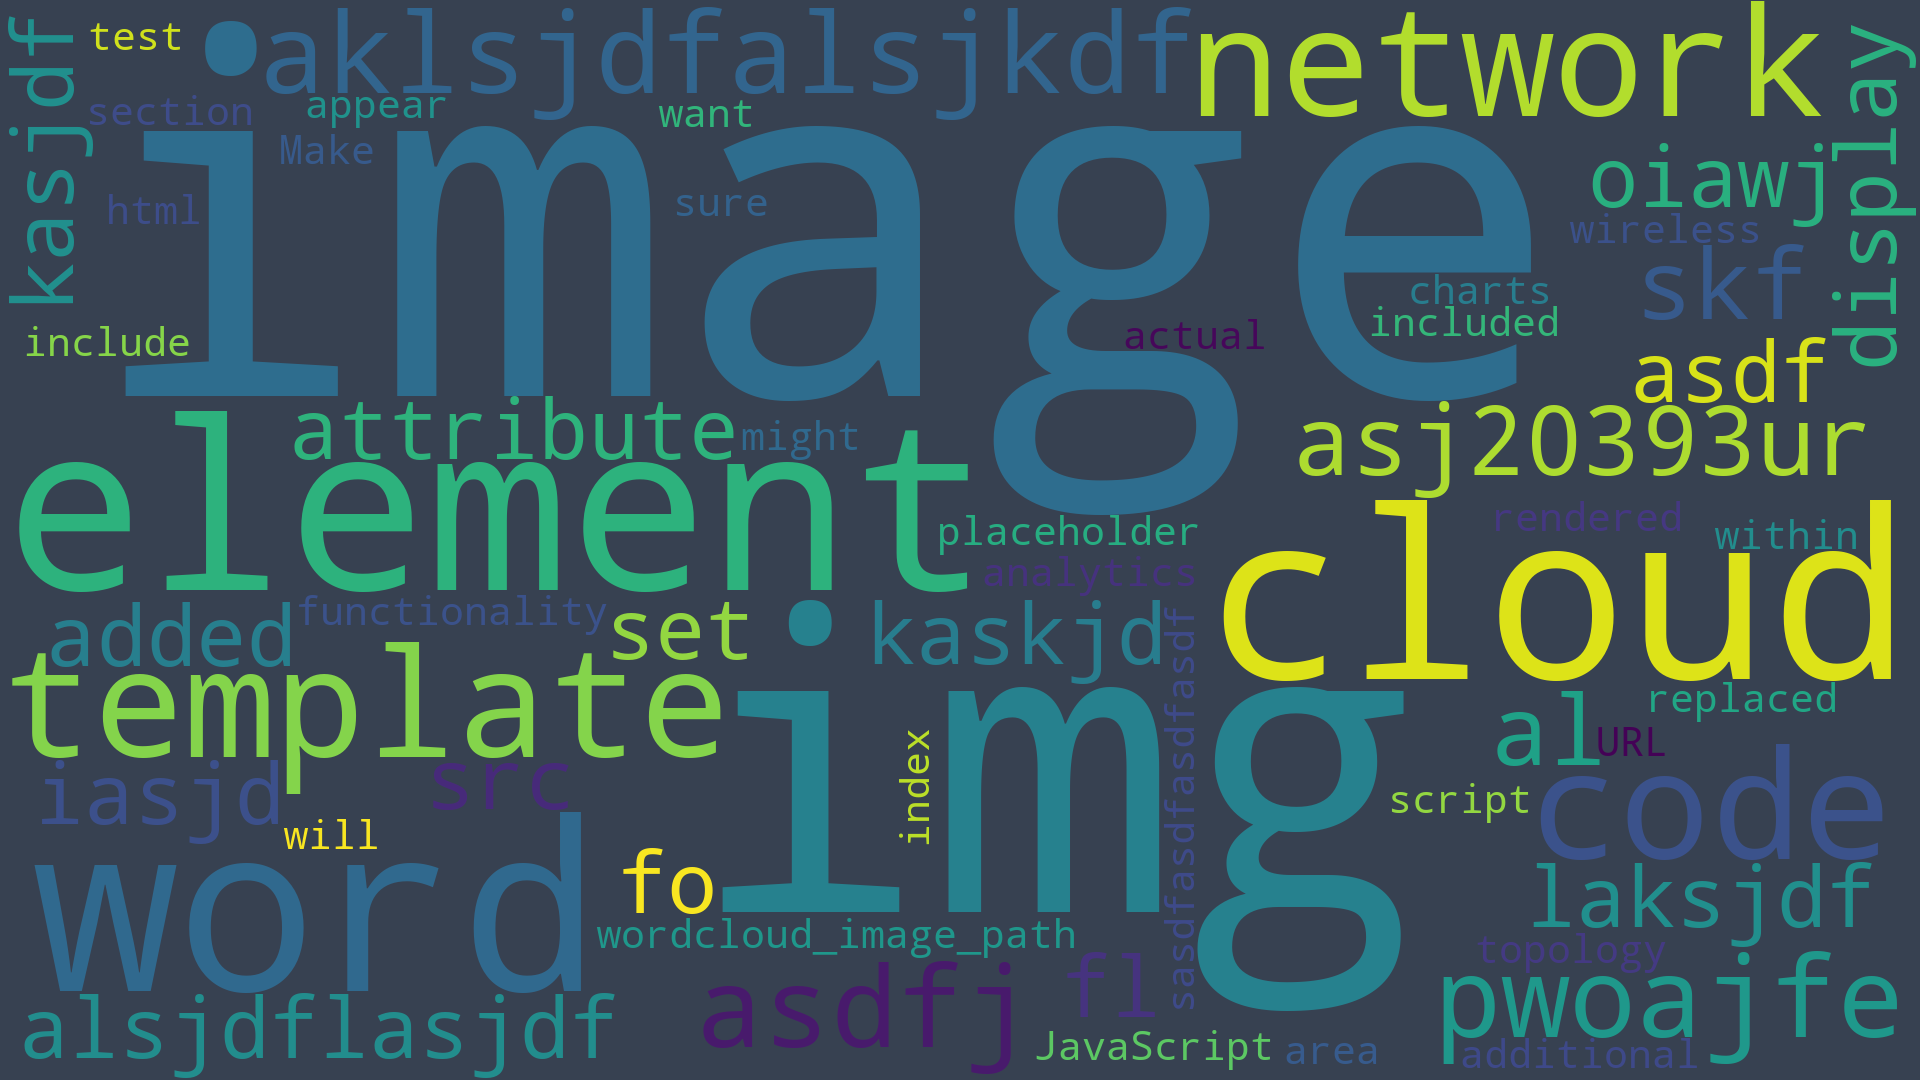 kasjdf
test
aklsjdfalsjkdf
network
display
section
appear
want
Make
image
oiawj
html
sure
wireless
skf
charts
include
actual
included
asdf
attribute
might
asj20393ur
element
placeholder
rendered
within
analytics
cloud
added
functionality
set
kaskjd
sasdfasdfasdfasdf
template
img
replaced
al
URL
iasjd
src
index
script
code
will
word
fo
laksjdf
wordcloud_image_path
topology
asdfj
fl
pwoajfe
alsjdflasjdf
JavaScript
area
additional